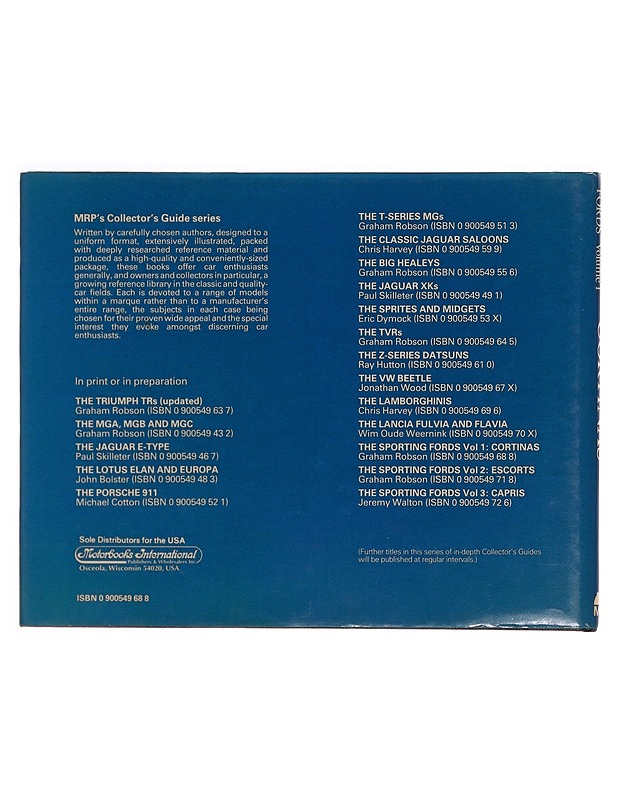 MRP's Collector's Guide series
Written by carefully chosen authors, designed to a
uniform format, extensively illustrated, packed
with deeply researched reference material and
produced as a high-quality and conveniently-sized
package, these books offer car enthusiasts
generally, and owners and collectors in particular, a
growing reference library in the classic and quality-
car fields. Each is devoted to a range of models
within a marque rather than to a manufacturer's
entire range, the subjects in each case being
chosen for their proven wide appeal and the special
interest they evoke amongst discerning car
enthusiasts.
In print or in preparation
THE TRIUMPH TRs (updated)
Graham Robson (ISBN 0 900549 63 7)
THE MGA, MGB AND MGC
Graham Robson (ISBN 0 900549 43 2)
THE JAGUAR E-TYPE
Paul Skilleter (ISBN 0 900549 46 7)
THE LOTUS ELAN AND EUROPA
John Bolster (ISBN 0 900549 48 3)
THE PORSCHE 911
Michael Cotton (ISBN 0 900549 52 1)
Sole Distributors for the USA
Motorbooks International
Publishers & Wholesalers Inc
Osceola, Wisconsin 54020, USA
ISBN 0 900549 68 8
THE T-SERIES MGs
Graham Robson (ISBN 0 900549 51 3)
THE CLASSIC JAGUAR SALOONS
Chris Harvey (ISBN 0 900549 59 9)
THE BIG HEALEYS
Graham Robson (ISBN 0 900549 55 6)
THE JAGUAR XKs
Paul Skilleter (ISBN 0 900549 49 1)
THE SPRITES AND MIDGETS
Eric Dymock (ISBN 0 900549 53 X)
THE TVRs
Graham Robson (ISBN 0 900549 64 5)
THE Z-SERIES DATSUNS
Ray Hutton (ISBN 0 900549 61 0)
THE VW BEETLE
Jonathan Wood (ISBN 0 900549 67 X)
THE LAMBORGHINIS
Chris Harvey (ISBN 0 900549 69 6)
THE LANCIA FULVIA AND FLAVIA
Wim Oude Weernink (ISBN 0 900549 70 X)
THE SPORTING FORDS Vol 1: CORTINAS
Graham Robson (ISBN 0 900549 68 8)
THE SPORTING FORDS Vol 2: ESCORTS
Graham Robson (ISBN 0 900549 71 8)
THE SPORTING FORDS Vol 3: CAPRIS
Jeremy Walton (ISBN 0 900549 72 6)
(Further titles in this series of in-depth Collector's Guides
will be published at regular intervals.)